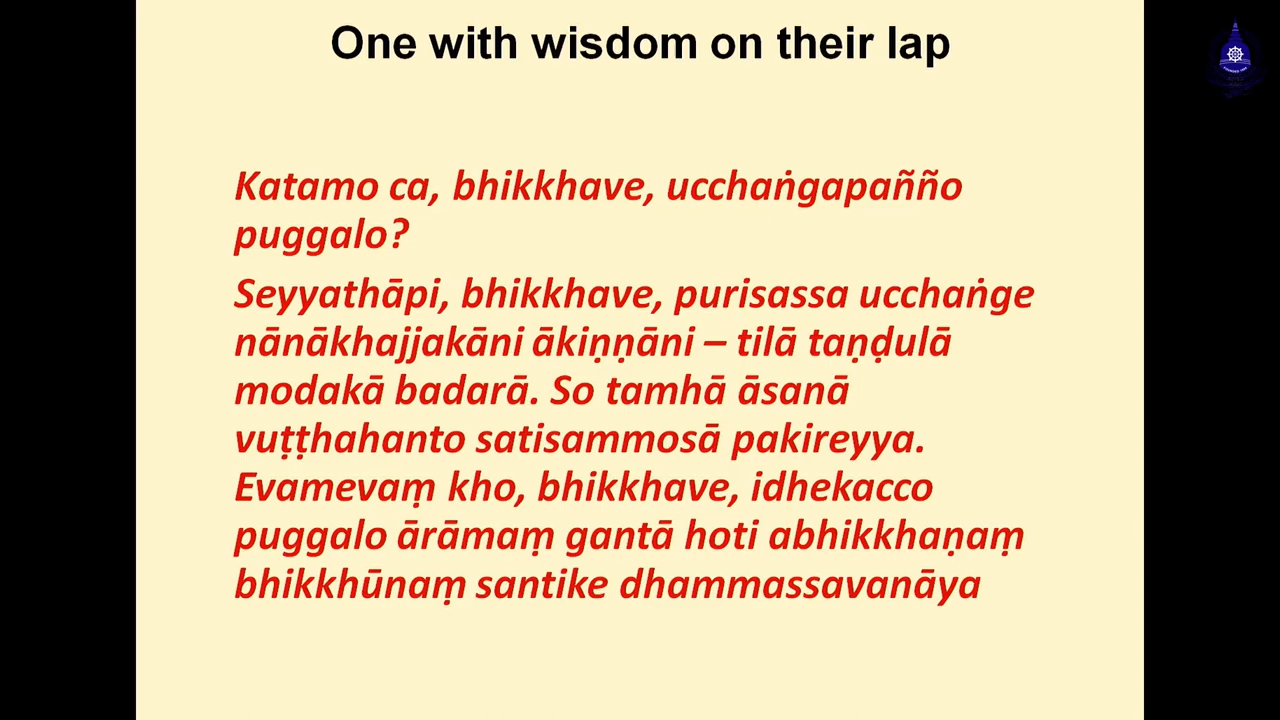 One with wisdom on their lap
Katamo ca, bhikkhave, ucchaṅgapañño
puggalo?
Seyyathāpi, bhikkhave, purisassa ucchaṅge
nānākhajjakāni ākiṇṇāni – tilā taṇḍulā
modakā badarā. So tamhā āsanā
vuṭṭhahanto satisammosā pakireyya.
Evamevaṃ kho, bhikkhave, idhekacco
puggalo ārāmaṃ gantā hoti abhikkhaṇaṃ
bhikkhūnaṃ santike dhammassavanāya